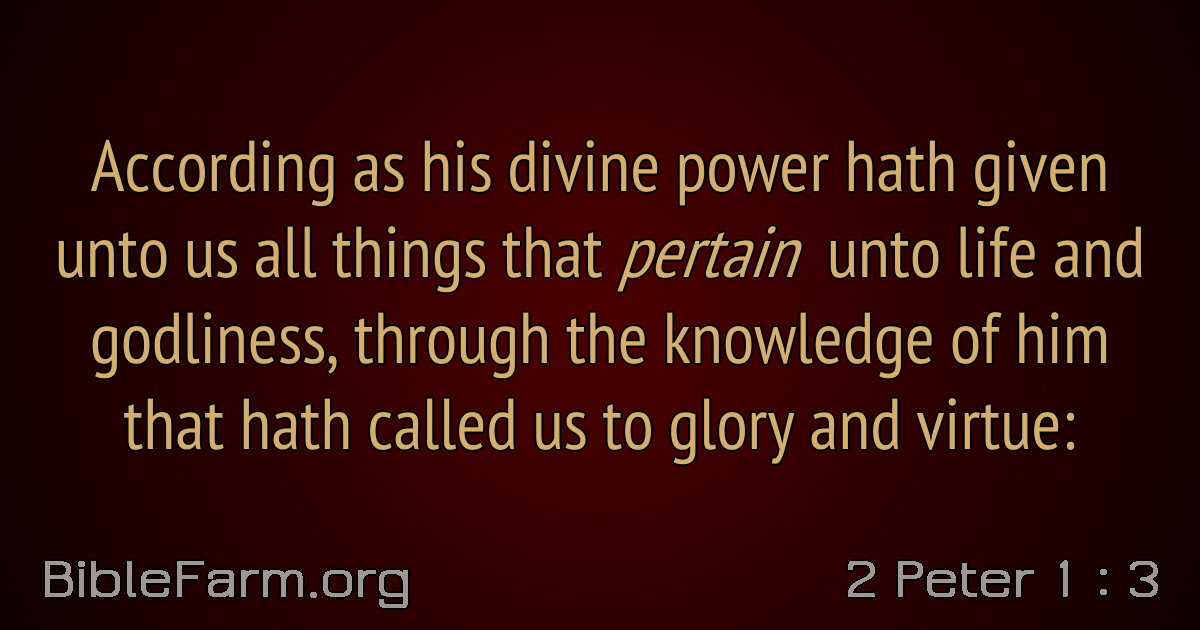 According as his divine power hath given
unto us all things that pertain unto life and
godliness, through the knowledge of him
that hath called us to glory and virtue:
BibleFarm.org
2 Peter 1 : 3